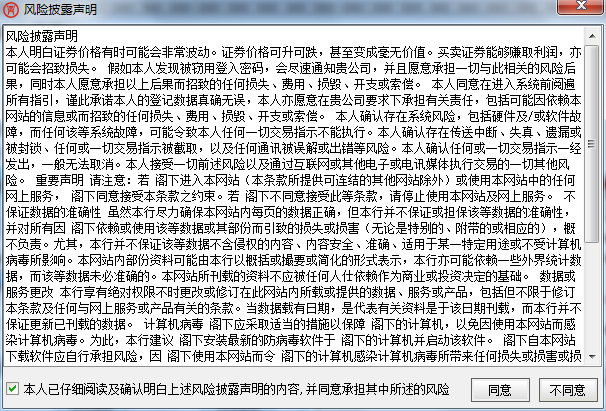 风险披露声明
风险披露声明
本人明白证券价格有时可能会非常波动。证券价格可升可跌，甚至变成毫无价值。买卖证券能够赚取利润，亦
可能会招致损失。 假如本人发现被窃用登入密码，会尽速通知贵公司，并且愿意承担一切与此相关的风险后
果，同时本人愿意承担以上后果而招致的任何损失、费用、损毁、开支或索偿。 本人同意在进入系统前阅遍
所有指引，谨此承诺本人的登记数据真确无误，本人亦愿意在贵公司要求下承担有关责任，包括可能因依赖本
网站的信息或而招致的任何损失、费用、损毁、开支或索偿。 本人确认存在系统风险，包括硬件及/或软件故
障，而任何该等系统故障，可能令致本人任何一切交易指示不能执行。本人确认存在传送中断、失真、遗漏或
被封锁、任何或一切交易指示被截取，以及任何通讯被误解或出错等风险。本人确认任何或一切交易指示一经
发出，一般无法取消。本人接受一切前述风险以及通过互联网或其他电子或电讯媒体执行交易的一切其他风
险。 重要声明 请注意：若 阁下进入本网站（本条款所提供可连结的其他网站除外）或使用本网站中的任何
网上服务， 阁下同意接受本条款之约束。若 阁下不同意接受此等条款，请停止使用本网站及网上服务。 不
保证数据的准确性 虽然本行尽力确保本网站内每页的数据正确，但本行并不保证或担保该等数据的准确性，
并对所有因 阁下依赖或使用该等数据或其部份而引致的损失或损害（无论是特别的、附带的或相应的），概
不负责。尤其，本行并不保证该等数据不含侵权的内容、内容安全、准确、适用于某一特定用途或不受计算机
病毒所影响。本网站内部份资料可能由本行以概括或撮要或简化的形式表示，本行亦可能依赖一些外界统计数
据，而该等数据未必准确的。本网站所刊载的资料不应被任何人仕依赖作为商业或投资决定的基础。 数据或
服务更改 本行享有绝对权限不时更改或修订在此网站内所载或提供的数据、服务或产品，包括但不限于修订
本条款及任何与网上服务或产品有关的条款。当数据载有日期，是代表有关资料是于该日期刊载，而本行并不
保证更新已刊载的数据。 计算机病毒 阁下应采取适当的措施以保障 阁下的计算机，以免因使用本网站而感
染计算机病毒。为此，本行建议 阁下安装最新的防病毒软件于 阁下的计算机并启动该软件。 阁下自本网站
下载软件应自行承担风险，因 阁下使用本网站而令 阁下的计算机感染计算机病毒所带来任何损失或损害或损
本人已仔细阅读及确认明白上述风险披露声明的内容，并同意承担其中所述的风险
同意
不同意